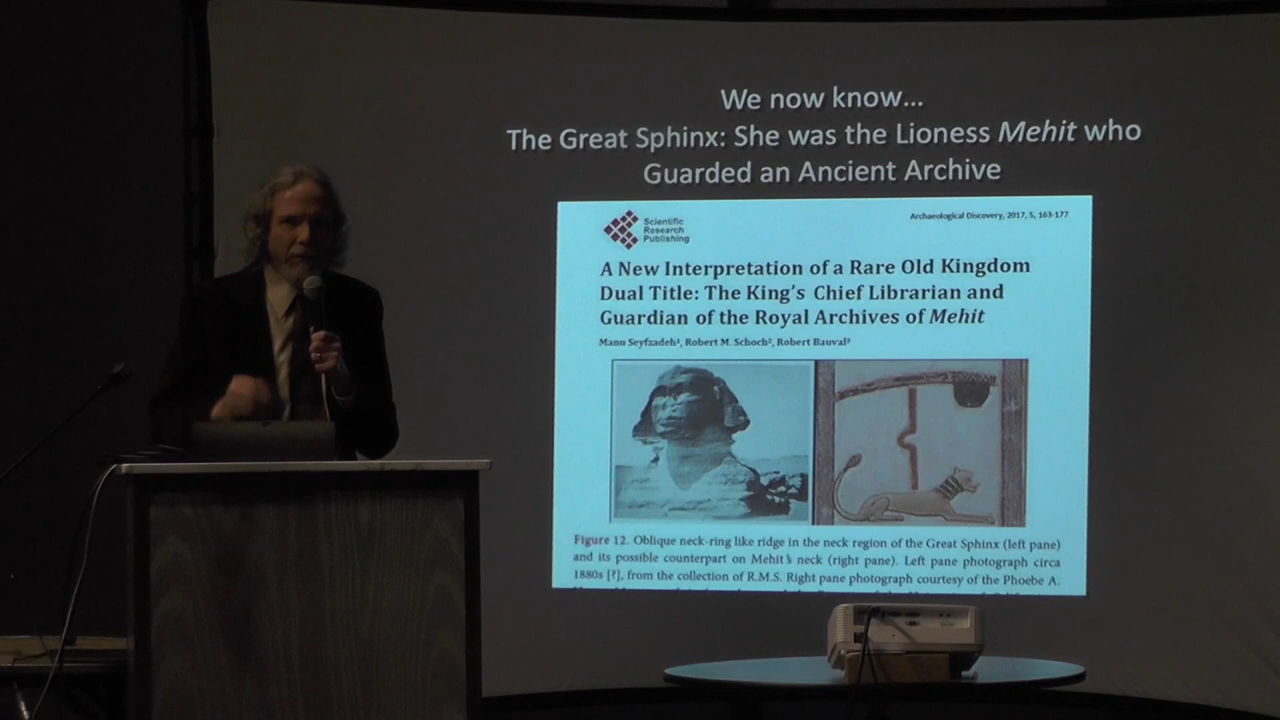 We now know...
The Great Sphinx: She was the Lioness Mehit who
Guarded an Ancient Archive
Scientific
Research
Publishing
Archaeological Discovery, 2017, 5, 163-177
A New Interpretation of a Rare Old Kingdom
Dual Title: The King's Chief Librarian and
Guardian of the Royal Archives of Mehit
Manu Seyfzadeh¹, Robert M. Schoch², Robert Bauval³
Figure 12. Oblique neck-ring like ridge in the neck region of the Great Sphinx (left pane)
and its possible counterpart on Mehit's neck (right pane). Left pane photograph circa
1880s [?], from the collection of R.M.S. Right pane photograph courtesy of the Phoebe A.